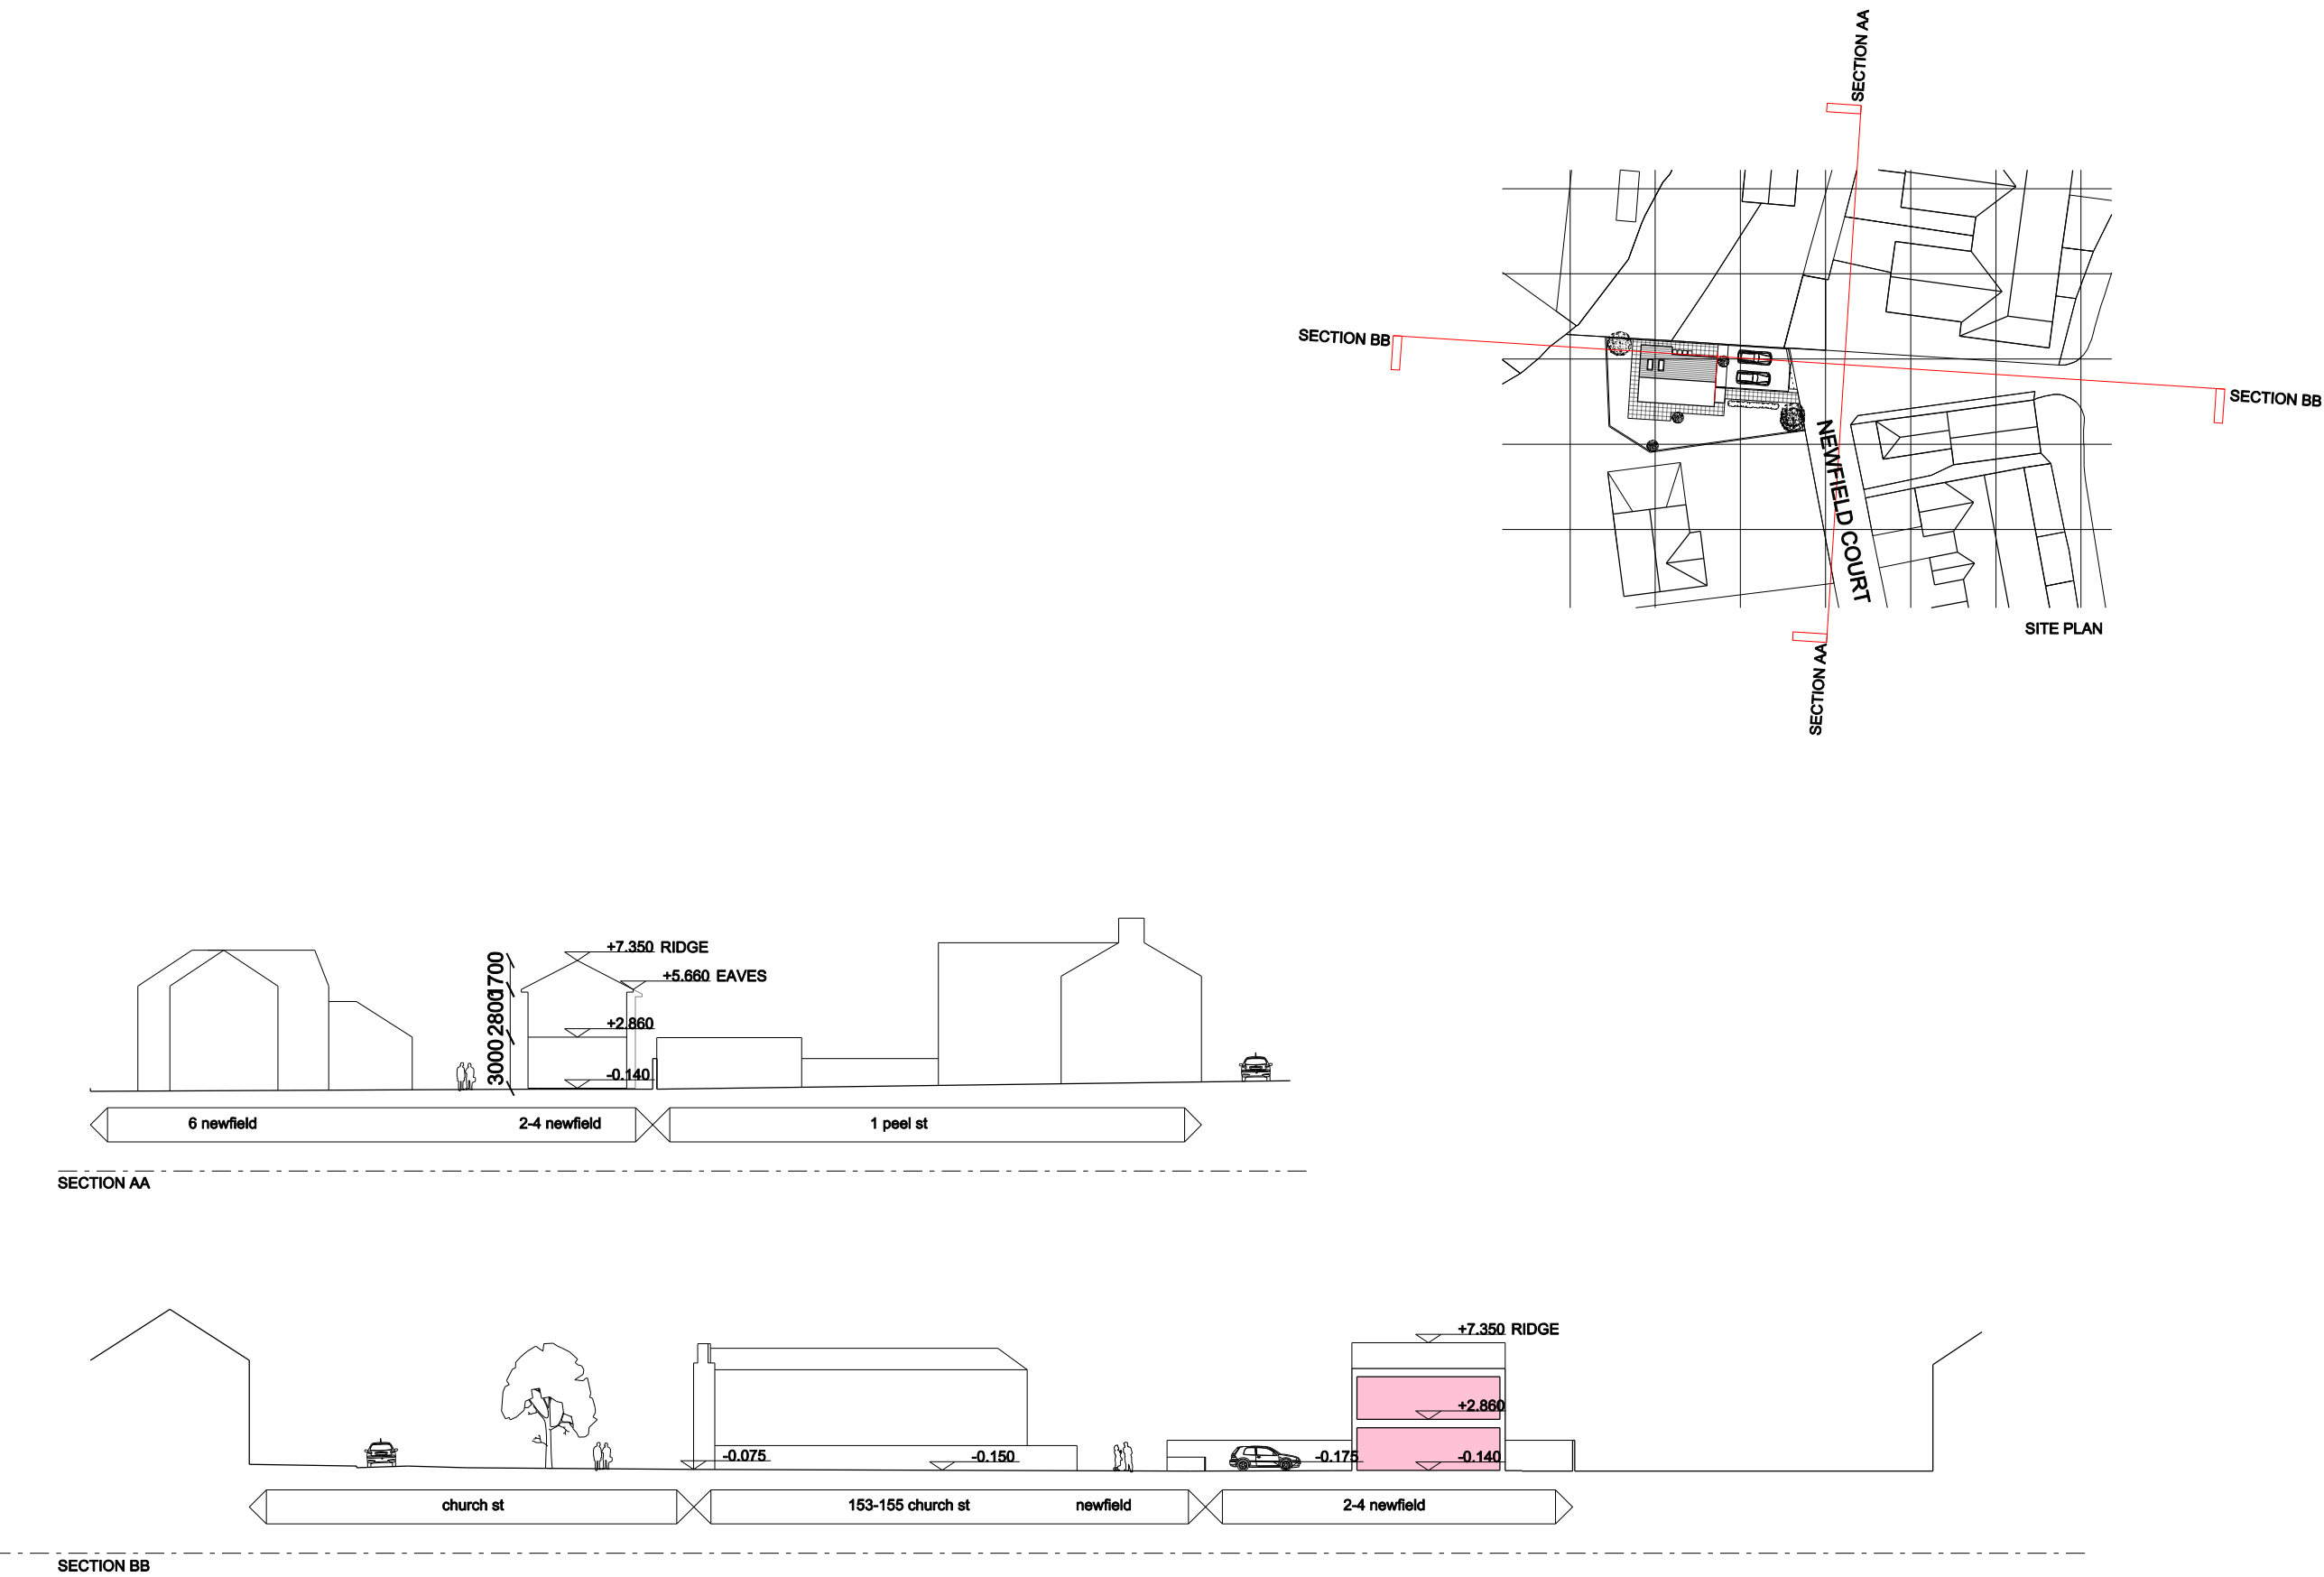 SECTION AA
SECTION BB
SECTION BB
NEWFIELD COURT
SITE PLAN
SECTION AA
+7.350 RIDGE
1700
+5.660 EAVES
2800
+2.860
3000
-0.140
6 newfield
2-4 newfield
1 peel st
SECTION AA
+7.350 RIDGE
+2.860
-0.075
-0.150
-0.175
-0.140
church st
153-155 church st
newfield
2-4 newfield
SECTION BB